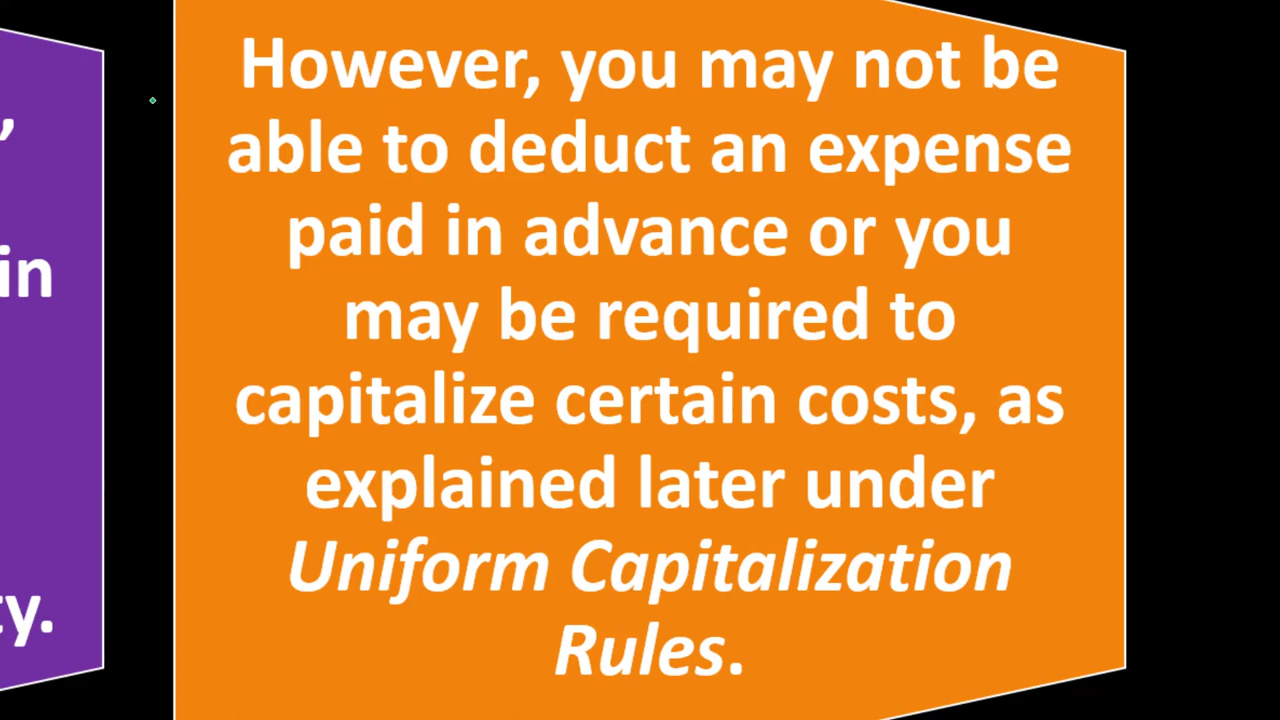 However, you may not be
able to deduct an expense
paid in advance or you
may be required to
capitalize certain costs, as
explained later under
Uniform Capitalization
Rules.
in